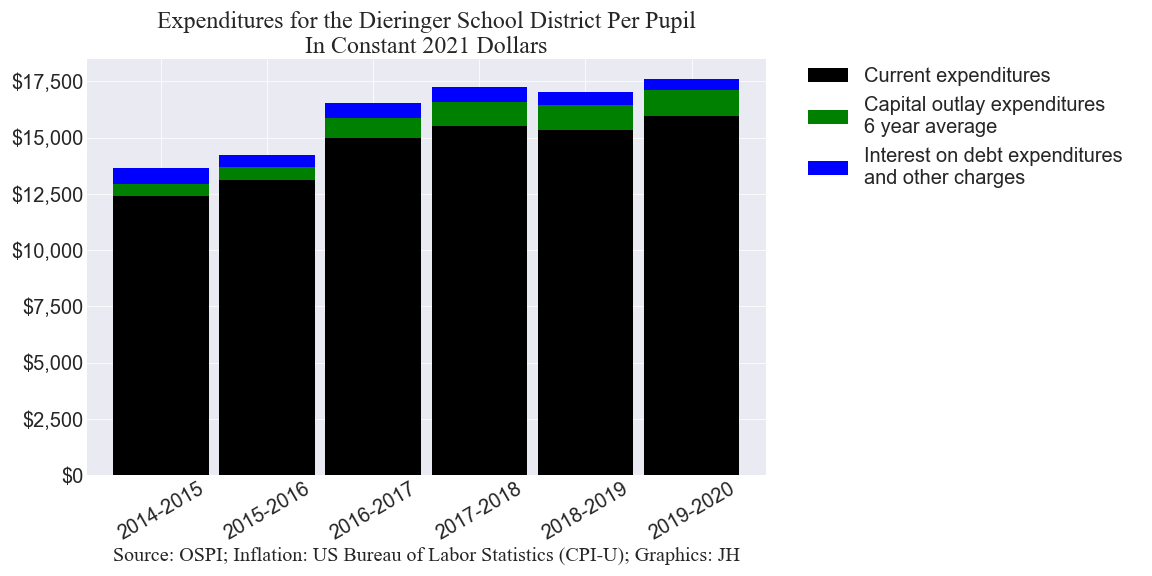 Expenditures for the Dieringer School District Per Pupil
In Constant 2021 Dollars
$17,500
$15,000
$12,500
$10,000
$7,500
$5,000
$2,500
$0
2014-2015
2015-2016
2016-2017
2017-2018
2018-2019
2019-2020
Current expenditures
Capital outlay expenditures
6 year average
Interest on debt expenditures
and other charges
Source: OSPI; Inflation: US Bureau of Labor Statistics (CPI-U); Graphics: JH